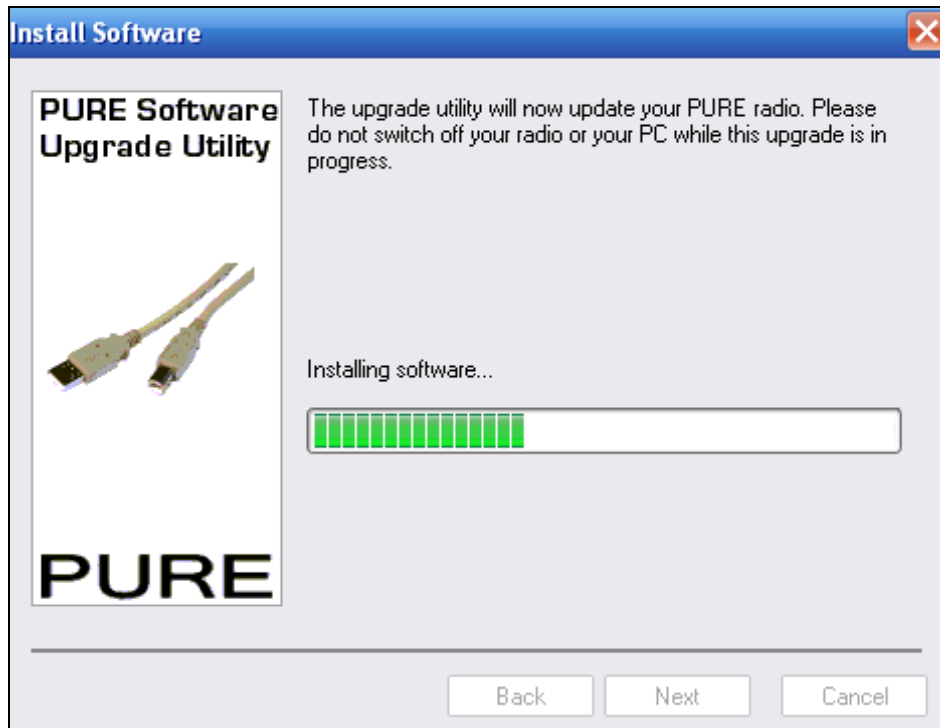 Install Software
PURE Software
Upgrade Utility
The upgrade utility will now update your PURE radio. Please
do not switch off your radio or your PC while this upgrade is in
progress.
Installing software...
PURE
Back
Next
Cancel